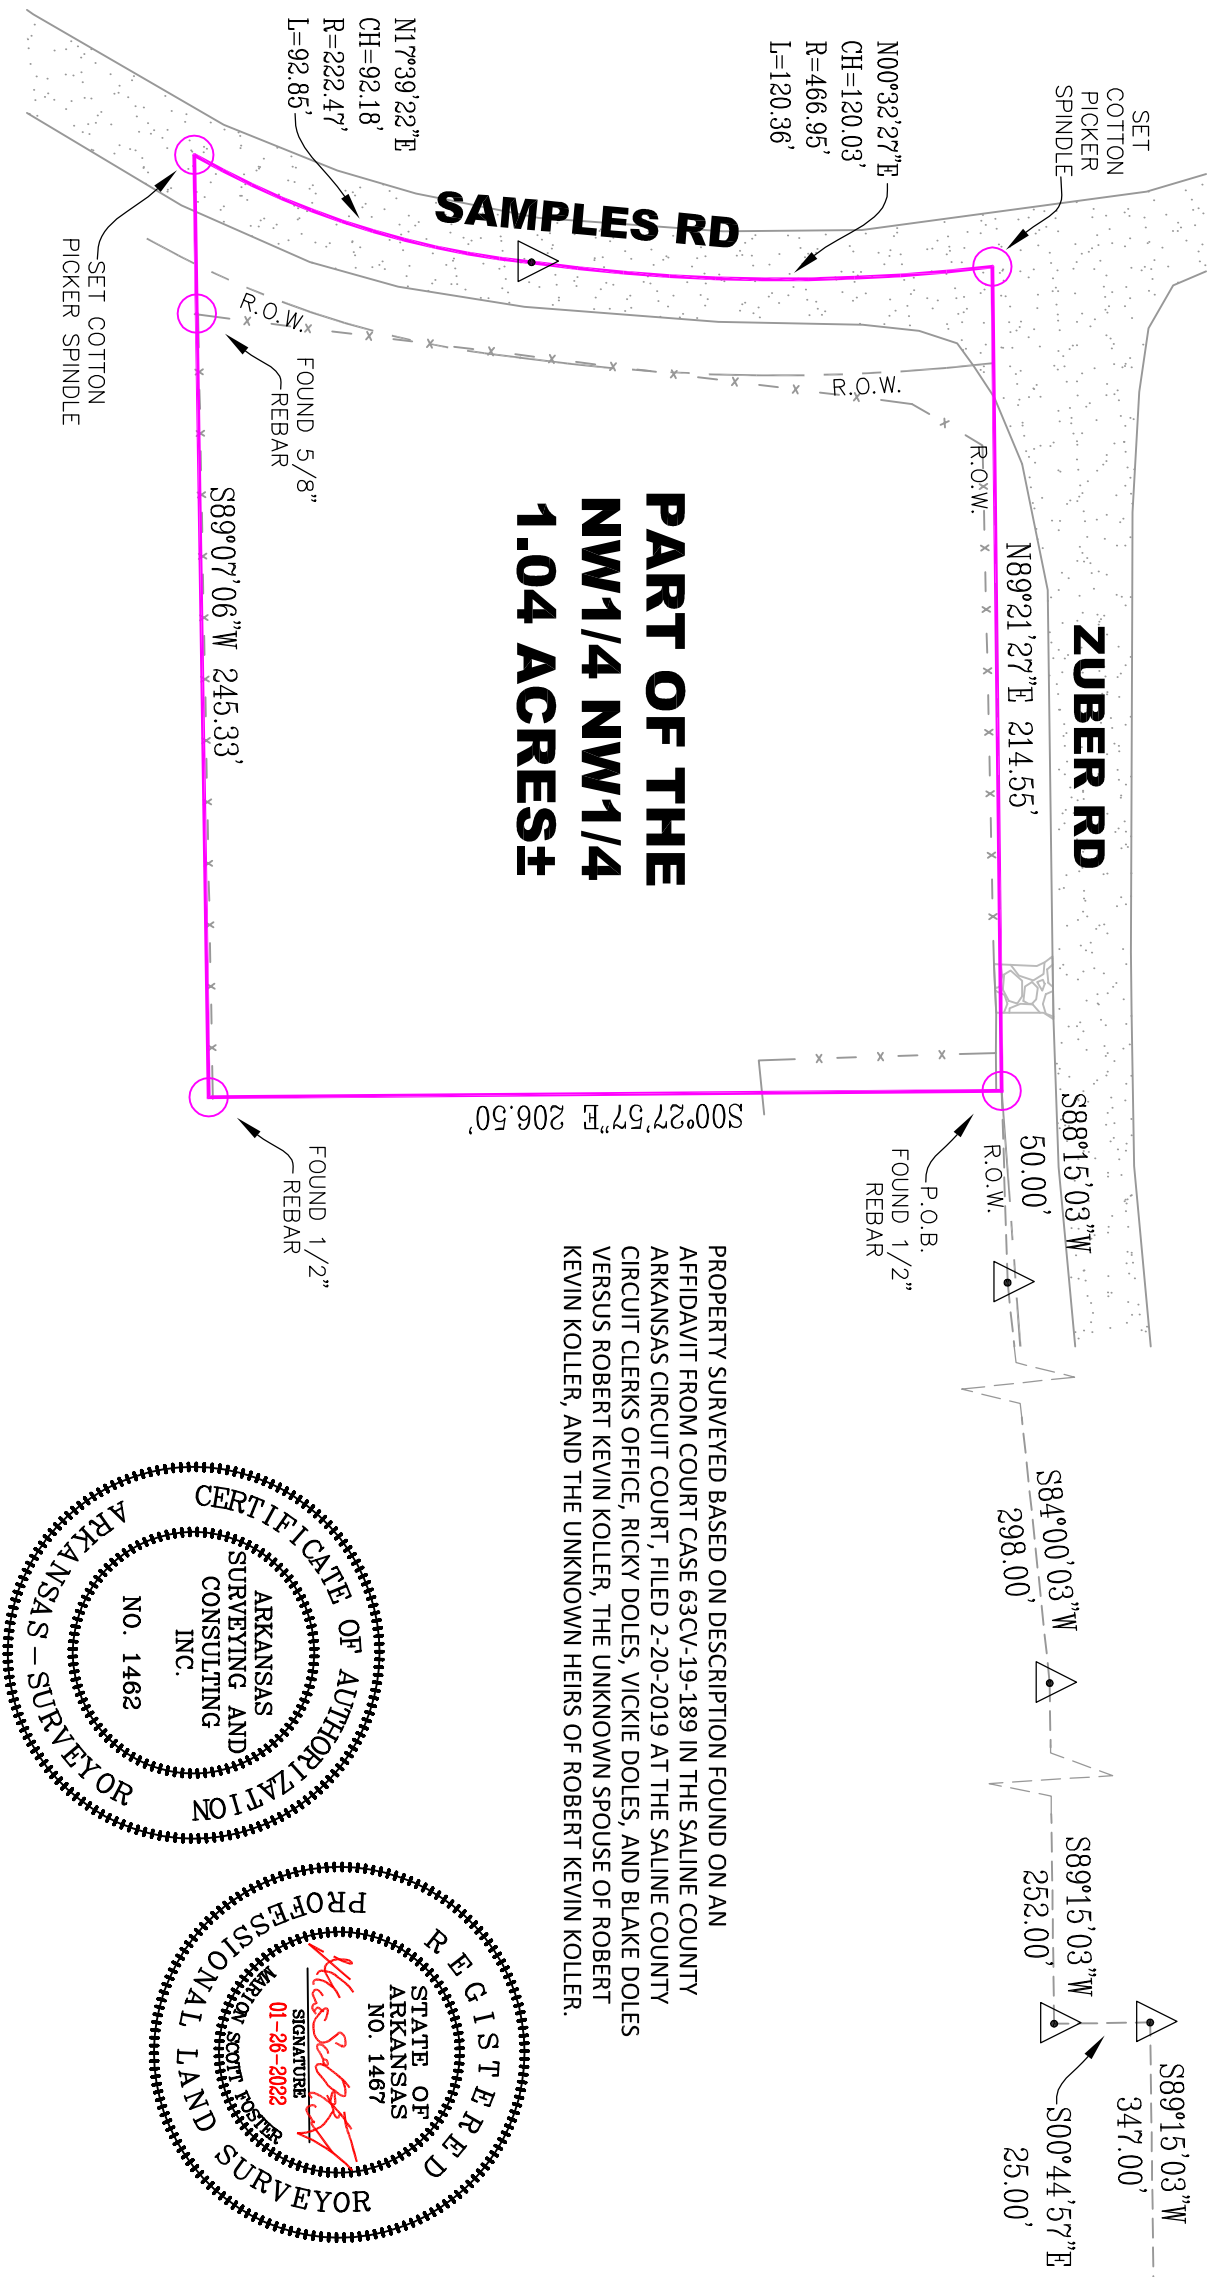 SET
COTTON
PICKER
SPINDLE
N00°32'27"E
CH=120.03'
R=466.95'
L=120.36'
N17°39'22"E
CH=92.18'
R=222.47'
L=92.85'
SAMPLES RD
ZUBER RD
R.O.W.
R.O.W.
R.O.W.
R.O.W.
N89°21'27"E 214.55'
S88°15'03"W
50.00'
S84°00'03"W
298.00'
S89°15'03"W
252.00'
S89°15'03"W
347.00'
S00°44'57"E
25.00'
PART OF THE
NW1/4 NW1/4
1.04 ACRES±
P.O.B.
FOUND 1/2"
REBAR
S00°27'57"E 206.50'
FOUND 5/8"
REBAR
S89°07'06"W 245.33'
SET COTTON
PICKER SPINDLE
FOUND 1/2"
REBAR
PROPERTY SURVEYED BASED ON DESCRIPTION FOUND ON AN
AFFIDAVIT FROM COURT CASE 63CV-19-189 IN THE SALINE COUNTY
ARKANSAS CIRCUIT COURT, FILED 2-20-2019 AT THE SALINE COUNTY
CIRCUIT CLERKS OFFICE, RICKY DOLES, VICKIE DOLES, AND BLAKE DOLES
VERSUS ROBERT KEVIN KOLLER, THE UNKNOWN SPOUSE OF ROBERT
KEVIN KOLLER, AND THE UNKNOWN HEIRS OF ROBERT KEVIN KOLLER.
CERTIFICATE OF AUTHORIZATION
ARKANSAS
SURVEYING AND
CONSULTING
INC.
NO. 1462
ARKANSAS - SURVEYOR
REGISTERED
STATE OF
ARKANSAS
NO. 1467
SIGNATURE
01-26-2022
MARION SCOTT FOSTER
PROFESSIONAL LAND SURVEYOR